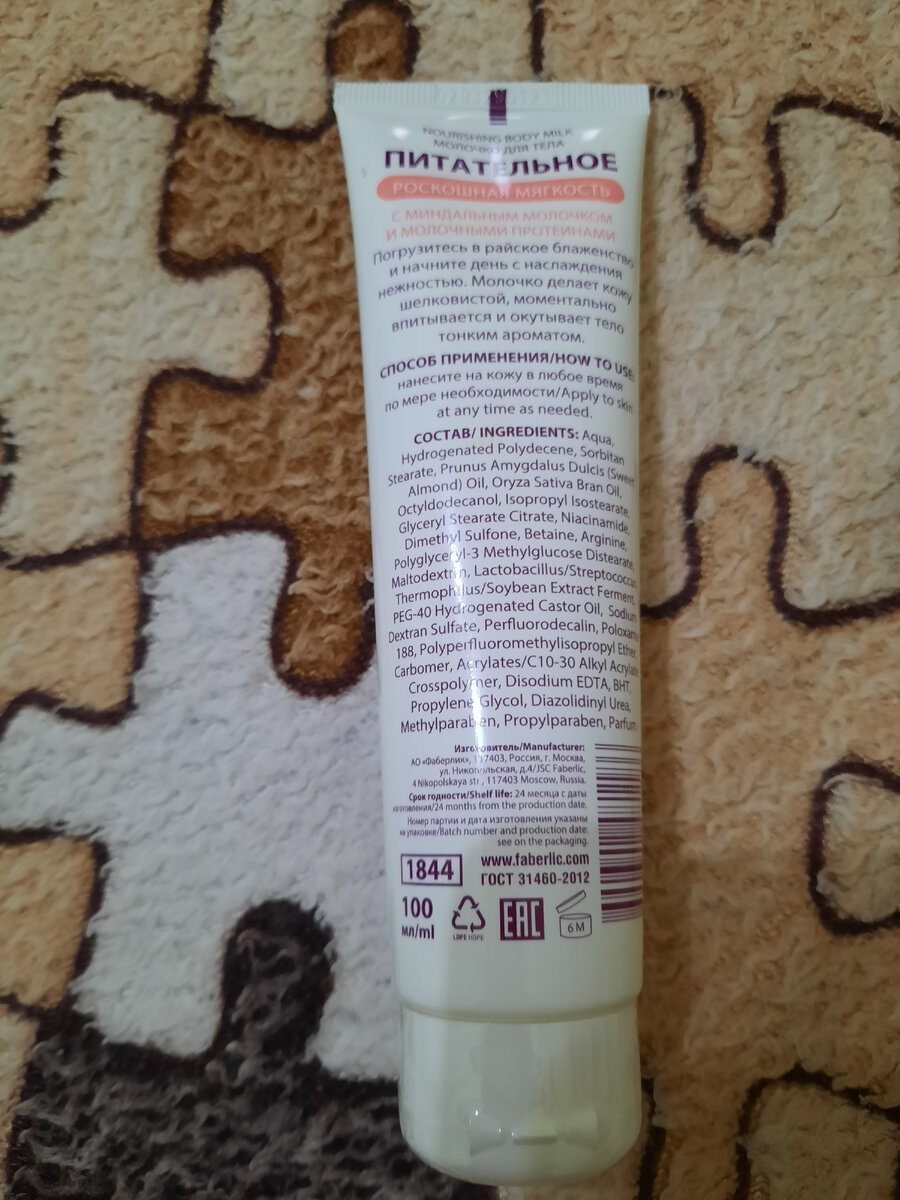 NOURISHING BODY MILK
МОЛОЧКО ДЛЯ ТЕЛА
ПИТАТЕЛЬНОЕ
РОСКОШНАЯ МЯГКОСТЬ
С МИНДАЛЬНЫМ МОЛОЧКОМ
И МОЛОЧНЫМИ ПРОТЕИНАМИ
Погрузитесь в райское блаженство
и начните день с наслаждения
нежностью. Молочко делает кожу
шелковистой, моментально
впитывается и окутывает тело
тонким ароматом.
СПОСОБ ПРИМЕНЕНИЯ/HOW TO USE:
нанесите на кожу в любое время
по мере необходимости/Apply to skin
at any time as needed.
СОСТАВ/ INGREDIENTS: Aqua,
Hydrogenated Polydecene, Sorbitan
Stearate, Prunus Amygdalus Dulcis (Sweet
Almond) Oil, Oryza Sativa Bran Oil,
Octyldodecanol, Isopropyl Isostearate,
Glyceryl Stearate Citrate, Niacinamide,
Dimethyl Sulfone, Betaine, Arginine,
Polyglyceryl-3 Methylglucose Distearate,
Maltodextrin, Lactobacillus/Streptococcus
Thermophilus/Soybean Extract Ferment,
PEG-40 Hydrogenated Castor Oil, Sodium
Dextran Sulfate, Perfluorodecalin, Poloxamer
188, Polyperfluoromethylisopropyl Ether,
Carbomer, Acrylates/C10-30 Alkyl Acrylate
Crosspolymer, Disodium EDTA, BHT,
Propylene Glycol, Diazolidinyl Urea,
Methylparaben, Propylparaben, Parfum
Изготовитель/Manufacturer:
АО «Фаберлик», 117403, Россия, г. Москва,
ул. Никопольская, д.4/JSC Faberlic,
4 Nikopolskaya str., 117403 Moscow, Russia.
Срок годности/Shelf life: 24 месяца с даты
изготовления/24 months from the production date.
Номер партии и дата изготовления указаны
на упаковке/Batch number and production date:
see on the packaging.
1844
www.faberlic.com
ГОСТ 31460-2012
100
мл/ml
LDPE HDPE
EAC
6 M